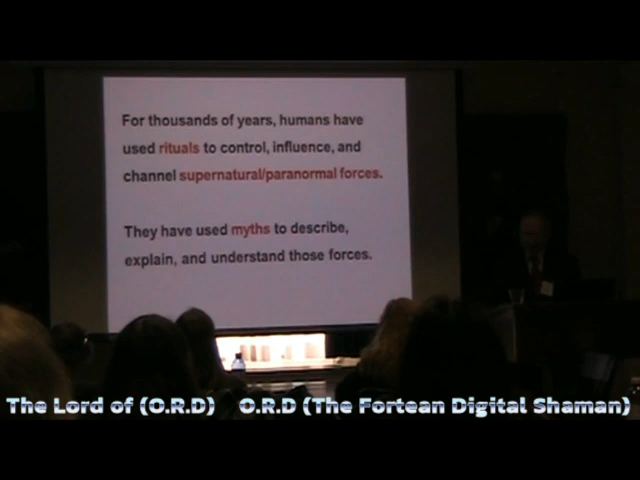 For thousands of years, humans have
used rituals to control, influence, and
channel supernatural/paranormal forces.
They have used myths to describe,
explain, and understand those forces.
The Lord of (O.R.D) O.R.D (The Fortean Digital Shaman)